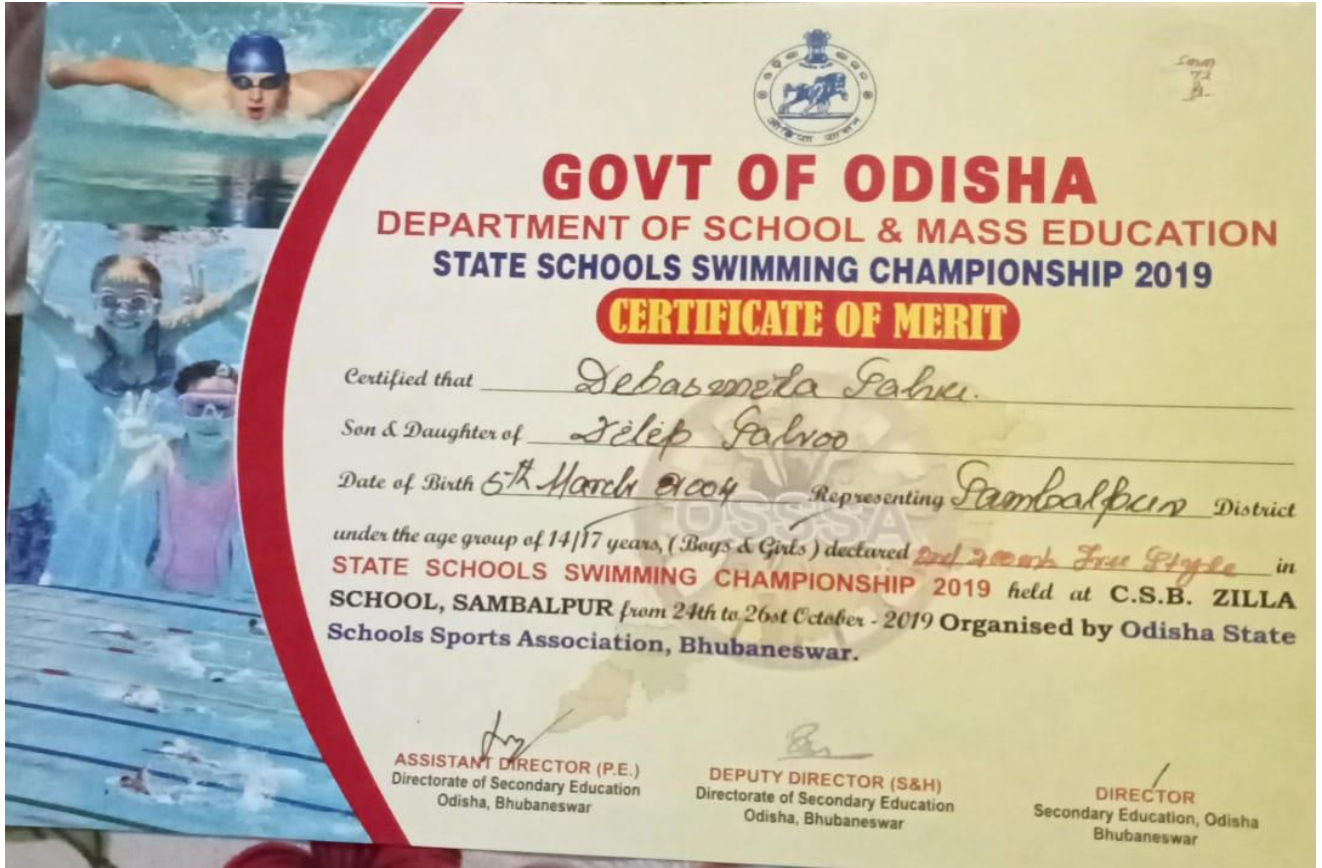 GOVT OF ODISHA
DEPARTMENT OF SCHOOL & MASS EDUCATION
STATE SCHOOLS SWIMMING CHAMPIONSHIP 2019
CERTIFICATE OF MERIT
Certified that Debasmita Sahu.
Son & Daughter of Dilip Sahoo
Date of Birth 5th March 2004 Representing Sambalpur District
under the age group of 14/17 years, ( Boys & Girls ) declared 2nd 200 mtr Free Style in
STATE SCHOOLS SWIMMING CHAMPIONSHIP 2019 held at C.S.B. ZILLA
SCHOOL, SAMBALPUR from 24th to 26st October - 2019 Organised by Odisha State
Schools Sports Association, Bhubaneswar.
OSSSA
ASSISTANT DIRECTOR (P.E.)
Directorate of Secondary Education
Odisha, Bhubaneswar
DEPUTY DIRECTOR (S&H)
Directorate of Secondary Education
Odisha, Bhubaneswar
DIRECTOR
Secondary Education, Odisha
Bhubaneswar